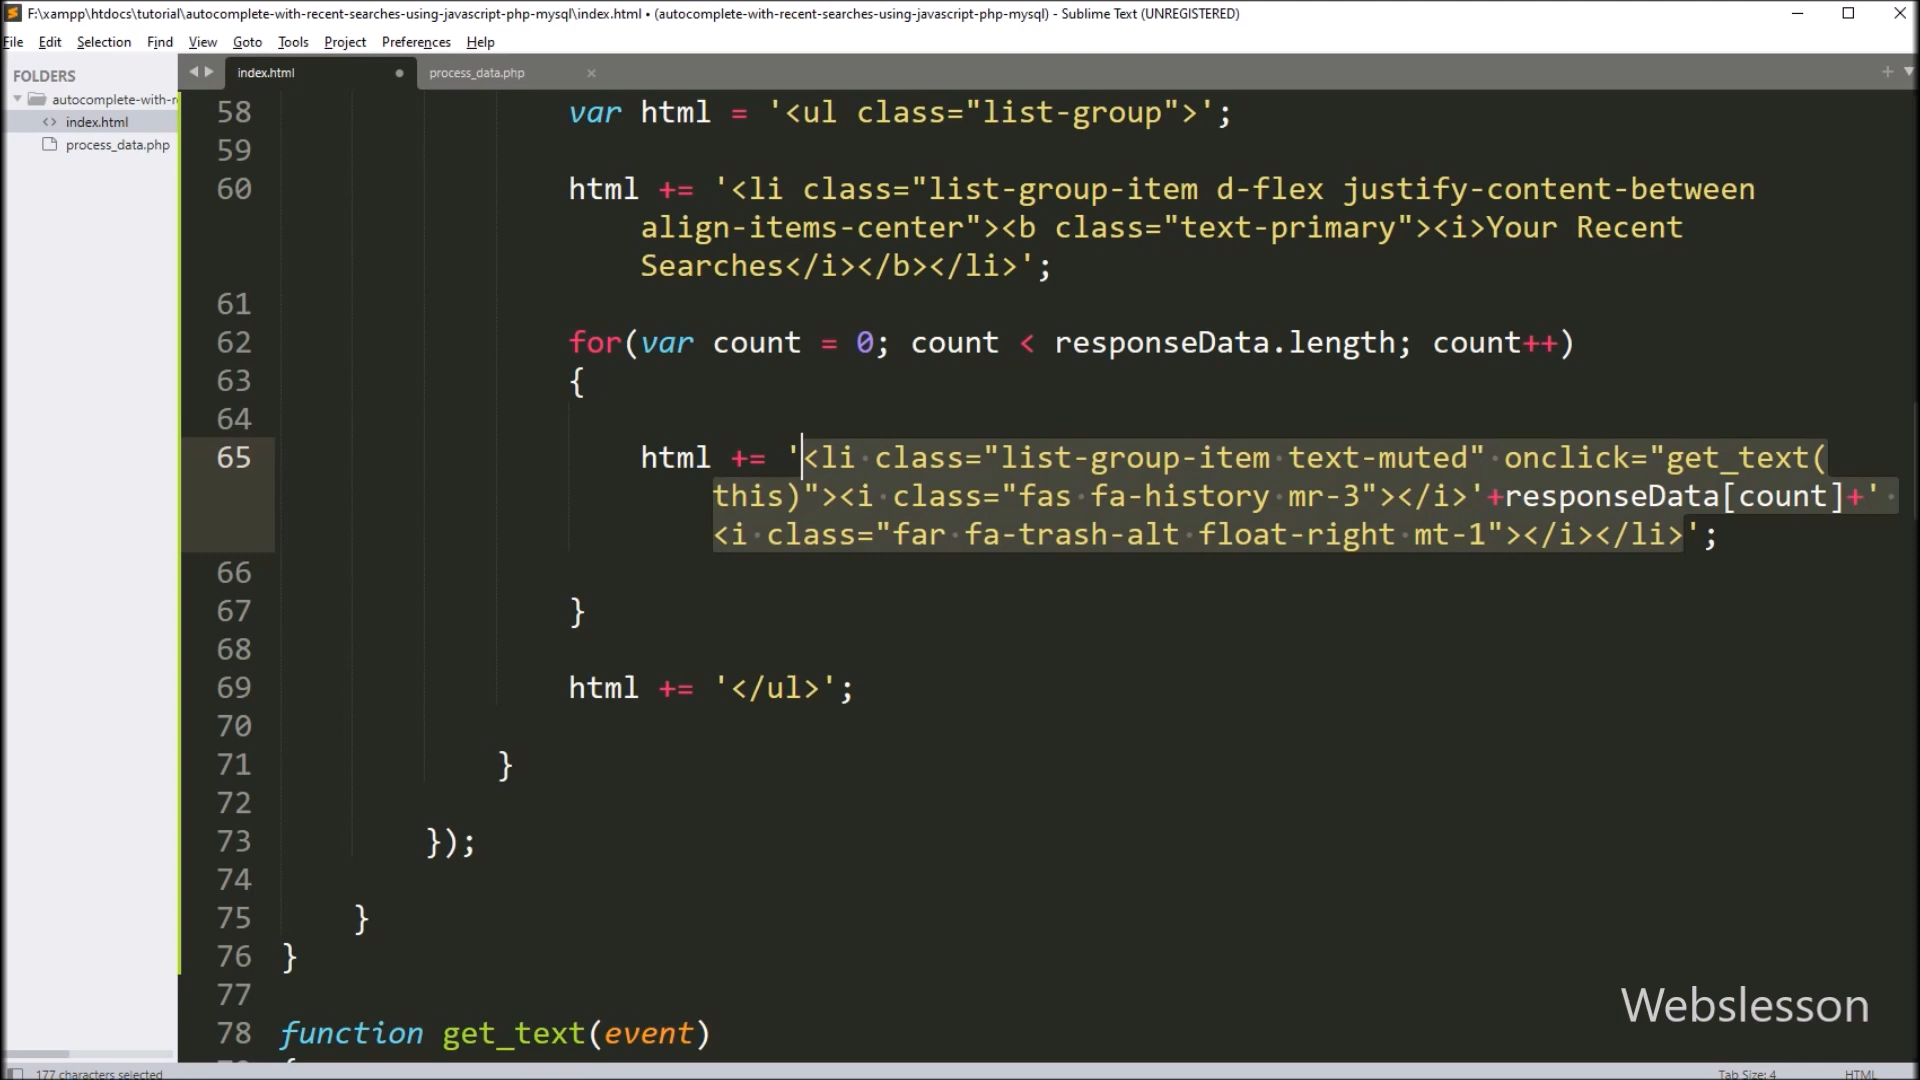 F:\xampp\htdocs\tutorial\autocomplete-with-recent-searches-using-javascript-php-mysql\index.html • (autocomplete-with-recent-searches-using-javascript-php-mysql) - Sublime Text (UNREGISTERED)
File Edit Selection Find View Goto Tools Project Preferences Help
FOLDERS
autocomplete-with-r
index.html
process_data.php
index.html
process_data.php
58 var html = '<ul class="list-group">';
59
60 html += '<li class="list-group-item d-flex justify-content-between
align-items-center"><b class="text-primary"><i>Your Recent
Searches</i></b></li>';
61
62 for(var count = 0; count < responseData.length; count++)
63 {
64
65 html += '<li class="list-group-item text-muted" onclick="get_text(
this)"><i class="fas fa-history mr-3"></i>'+responseData[count]+'
<i class="far fa-trash-alt float-right mt-1"></i></li>';
66
67 }
68
69 html += '</ul>';
70
71 }
72
73 });
74
75 }
76 }
77
78 function get_text(event)
Webslesson
177 characters selected
Tab Size: 4
HTML